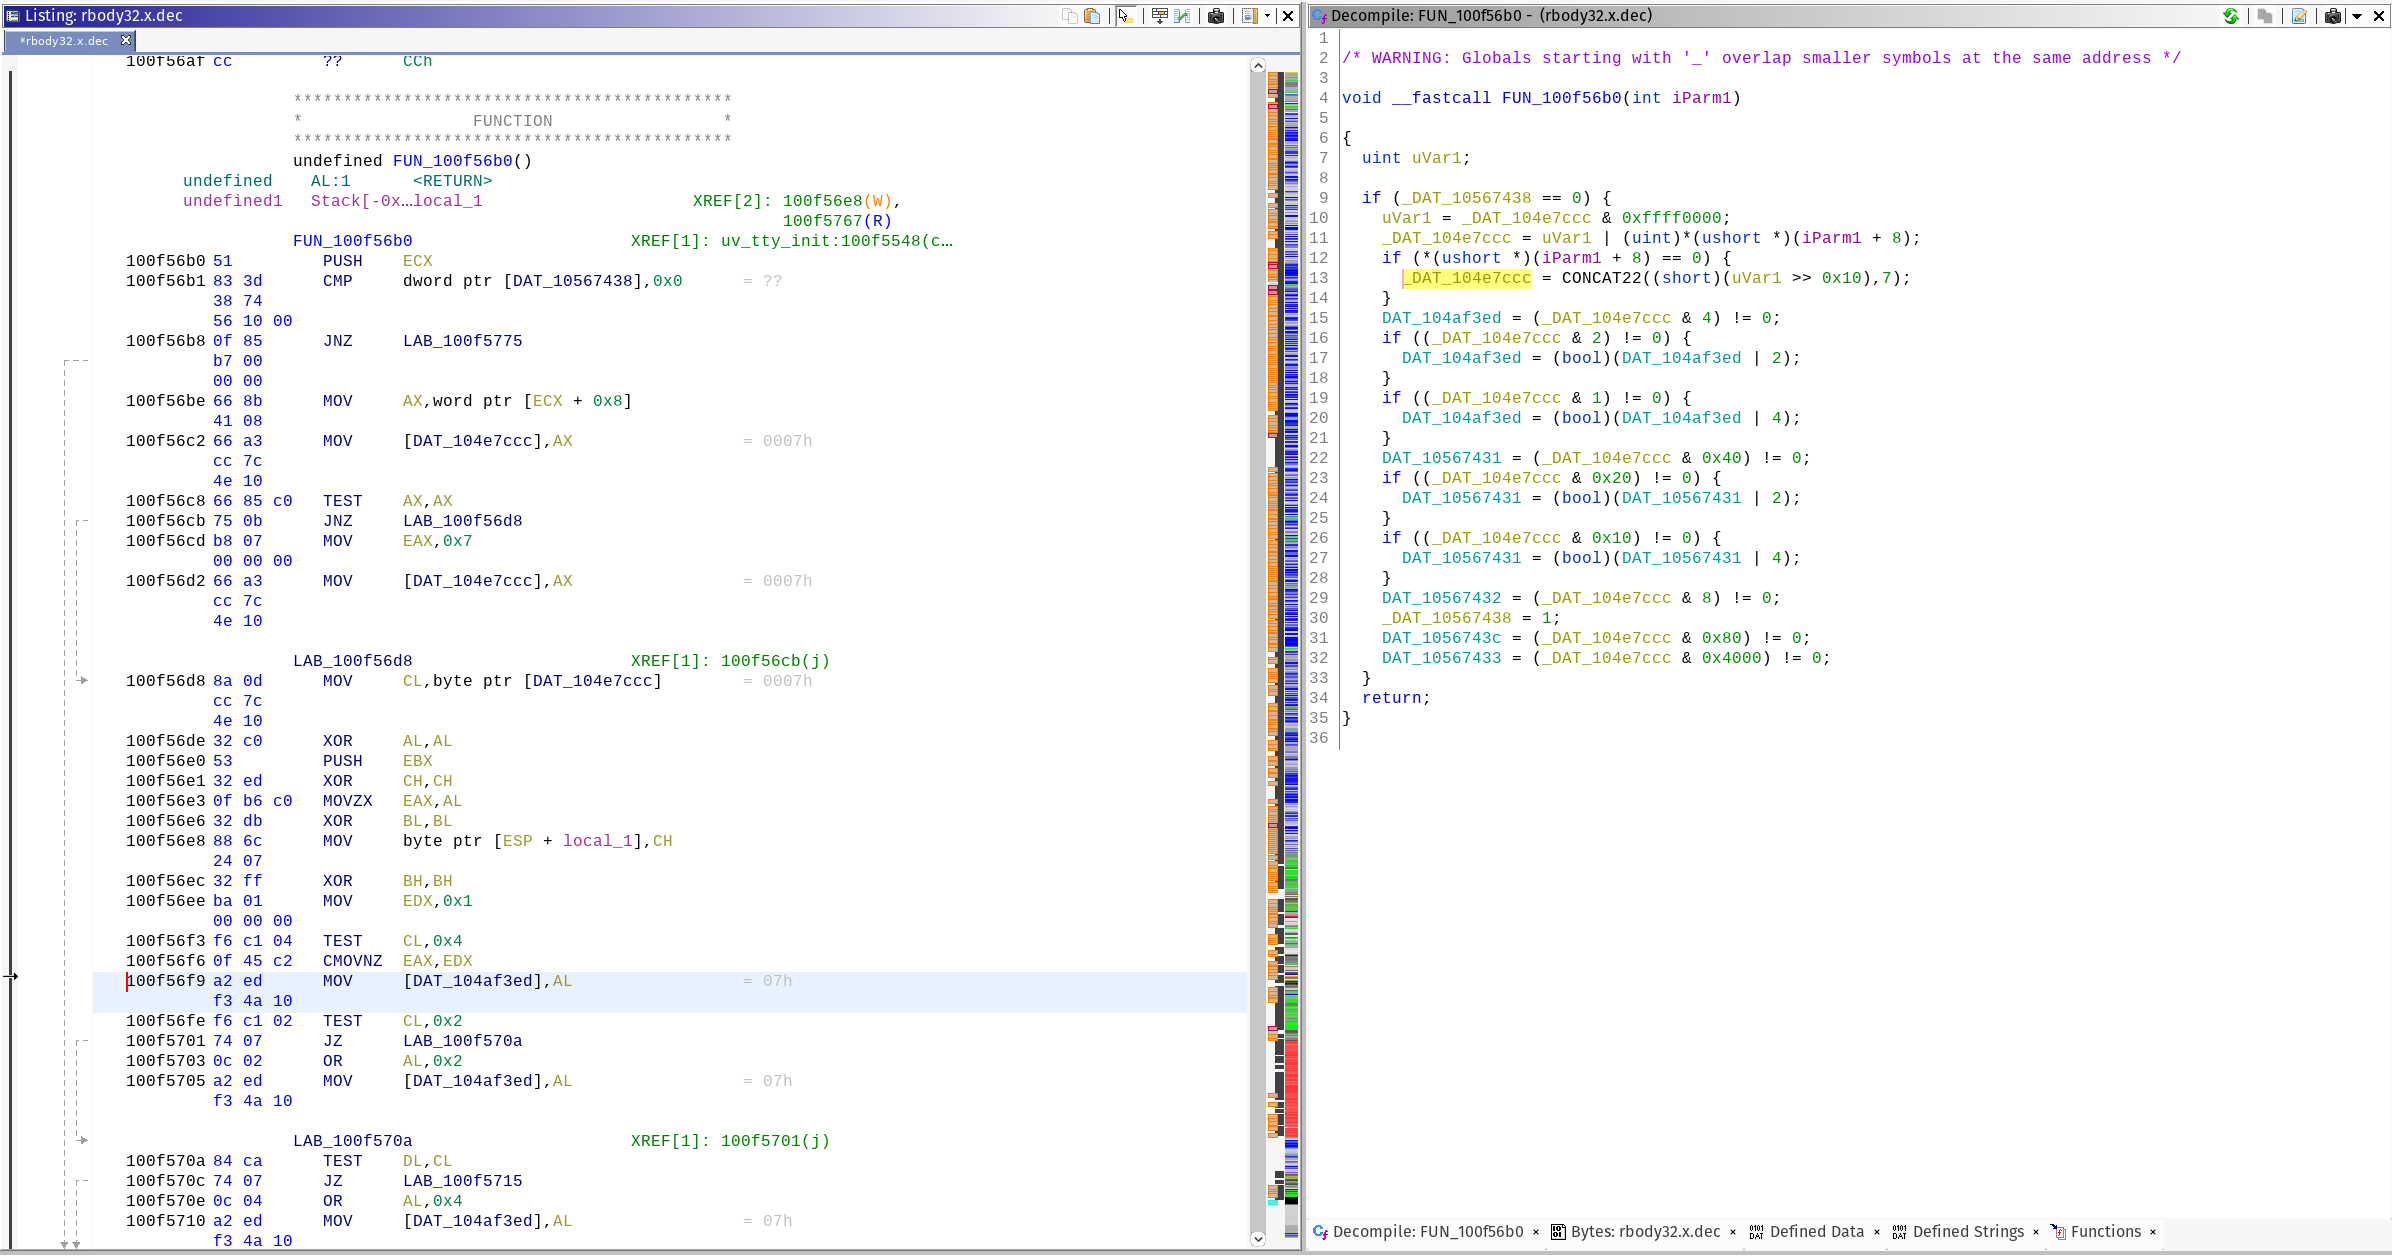 Listing: rbody32.x.dec
*rbody32.x.dec
100f56af cc ?? CCh
********************************************
* FUNCTION *
********************************************
undefined FUN_100f56b0()
undefined AL:1 <RETURN>
undefined1 Stack[-0x...local_1 XREF[2]: 100f56e8(W),
100f5767(R)
FUN_100f56b0 XREF[1]: uv_tty_init:100f5548(c...
100f56b0 51 PUSH ECX
100f56b1 83 3d CMP dword ptr [DAT_10567438],0x0 = ??
38 74
56 10 00
100f56b8 0f 85 JNZ LAB_100f5775
b7 00
00 00
100f56be 66 8b MOV AX,word ptr [ECX + 0x8]
41 08
100f56c2 66 a3 MOV [DAT_104e7ccc],AX = 0007h
cc 7c
4e 10
100f56c8 66 85 c0 TEST AX,AX
100f56cb 75 0b JNZ LAB_100f56d8
100f56cd b8 07 MOV EAX,0x7
00 00 00
100f56d2 66 a3 MOV [DAT_104e7ccc],AX = 0007h
cc 7c
4e 10
LAB_100f56d8 XREF[1]: 100f56cb(j)
100f56d8 8a 0d MOV CL,byte ptr [DAT_104e7ccc] = 0007h
cc 7c
4e 10
100f56de 32 c0 XOR AL,AL
100f56e0 53 PUSH EBX
100f56e1 32 ed XOR CH,CH
100f56e3 0f b6 c0 MOVZX EAX,AL
100f56e6 32 db XOR BL,BL
100f56e8 88 6c MOV byte ptr [ESP + local_1],CH
24 07
100f56ec 32 ff XOR BH,BH
100f56ee ba 01 MOV EDX,0x1
00 00 00
100f56f3 f6 c1 04 TEST CL,0x4
100f56f6 0f 45 c2 CMOVNZ EAX,EDX
100f56f9 a2 ed MOV [DAT_104af3ed],AL = 07h
f3 4a 10
100f56fe f6 c1 02 TEST CL,0x2
100f5701 74 07 JZ LAB_100f570a
100f5703 0c 02 OR AL,0x2
100f5705 a2 ed MOV [DAT_104af3ed],AL = 07h
f3 4a 10
LAB_100f570a XREF[1]: 100f5701(j)
100f570a 84 ca TEST DL,CL
100f570c 74 07 JZ LAB_100f5715
100f570e 0c 04 OR AL,0x4
100f5710 a2 ed MOV [DAT_104af3ed],AL = 07h
f3 4a 10
Decompile: FUN_100f56b0 - (rbody32.x.dec)
1
2 /* WARNING: Globals starting with '_' overlap smaller symbols at the same address */
3
4 void __fastcall FUN_100f56b0(int iParm1)
5
6 {
7 uint uVar1;
8
9 if (_DAT_10567438 == 0) {
10 uVar1 = _DAT_104e7ccc & 0xffff0000;
11 _DAT_104e7ccc = uVar1 | (uint)*(ushort *)(iParm1 + 8);
12 if (*(ushort *)(iParm1 + 8) == 0) {
13 _DAT_104e7ccc = CONCAT22((short)(uVar1 >> 0x10),7);
14 }
15 DAT_104af3ed = (_DAT_104e7ccc & 4) != 0;
16 if ((_DAT_104e7ccc & 2) != 0) {
17 DAT_104af3ed = (bool)(DAT_104af3ed | 2);
18 }
19 if ((_DAT_104e7ccc & 1) != 0) {
20 DAT_104af3ed = (bool)(DAT_104af3ed | 4);
21 }
22 DAT_10567431 = (_DAT_104e7ccc & 0x40) != 0;
23 if ((_DAT_104e7ccc & 0x20) != 0) {
24 DAT_10567431 = (bool)(DAT_10567431 | 2);
25 }
26 if ((_DAT_104e7ccc & 0x10) != 0) {
27 DAT_10567431 = (bool)(DAT_10567431 | 4);
28 }
29 DAT_10567432 = (_DAT_104e7ccc & 8) != 0;
30 _DAT_10567438 = 1;
31 DAT_1056743c = (_DAT_104e7ccc & 0x80) != 0;
32 DAT_10567433 = (_DAT_104e7ccc & 0x4000) != 0;
33 }
34 return;
35 }
36
Decompile: FUN_100f56b0 × Bytes: rbody32.x.dec × Defined Data × Defined Strings × Functions ×